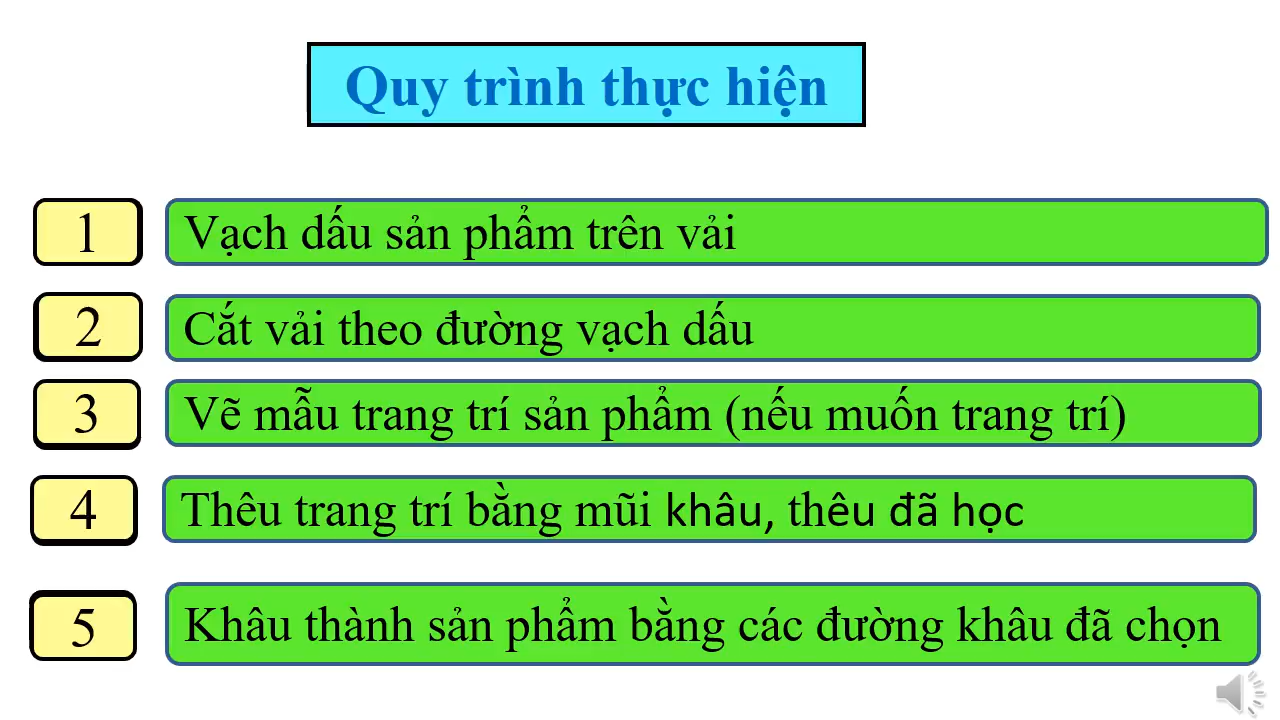 Quy trình thực hiện
1 Vạch dấu sản phẩm trên vải
2 Cắt vải theo đường vạch dấu
3 Vẽ mẫu trang trí sản phẩm (nếu muốn trang trí)
4 Thêu trang trí bằng mũi khâu, thêu đã học
5 Khâu thành sản phẩm bằng các đường khâu đã chọn